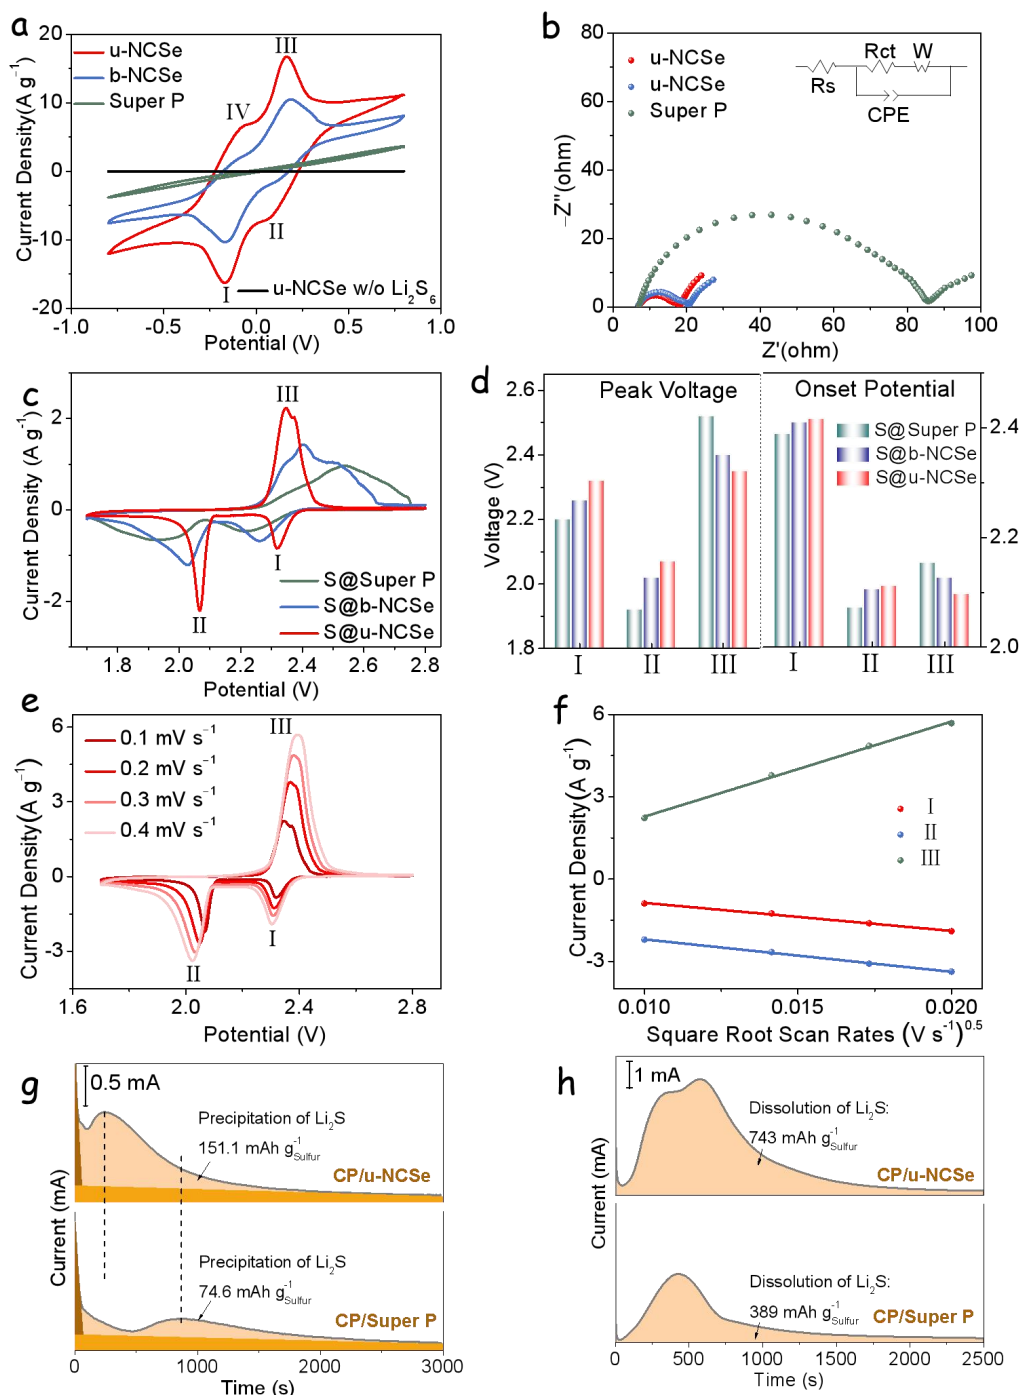 a
20
10
0
-10
-20
Current Density(A g⁻¹)
u-NCSe
b-NCSe
Super P
III
IV
II
I
u-NCSe w/o Li₂S₆
-1.0 -0.5 0.0 0.5 1.0
Potential (V)
b
80
60
40
20
0
−Z''(ohm)
u-NCSe
u-NCSe
Super P
Rct W
Rs
CPE
0 20 40 60 80 100
Z'(ohm)
c
2
0
-2
Current Density (A g⁻¹)
III
I
II
S@Super P
S@b-NCSe
S@u-NCSe
1.8 2.0 2.2 2.4 2.6 2.8
Potential (V)
d
2.6
2.4
2.2
2.0
1.8
Voltage (V)
Peak Voltage
Onset Potential
S@Super P
S@b-NCSe
S@u-NCSe
2.4
2.2
2.0
I II III I II III
e
6
3
0
-3
Current Density(A g⁻¹)
0.1 mV s⁻¹
0.2 mV s⁻¹
0.3 mV s⁻¹
0.4 mV s⁻¹
III
I
II
1.6 2.0 2.4 2.8
Potential (V)
f
6
3
0
-3
Current Density(A g⁻¹)
I
II
III
0.010 0.015 0.020
Square Root Scan Rates (V s⁻¹)⁰·⁵
g
0.5 mA
Precipitation of Li₂S
151.1 mAh g⁻¹Sulfur
CP/u-NCSe
Current (mA)
Precipitation of Li₂S
74.6 mAh g⁻¹Sulfur
CP/Super P
0 1000 2000 3000
Time (s)
h
1 mA
Dissolution of Li₂S:
743 mAh g⁻¹Sulfur
CP/u-NCSe
Current (mA)
Dissolution of Li₂S:
389 mAh g⁻¹Sulfur
CP/Super P
0 500 1000 1500 2000 2500
Time (s)